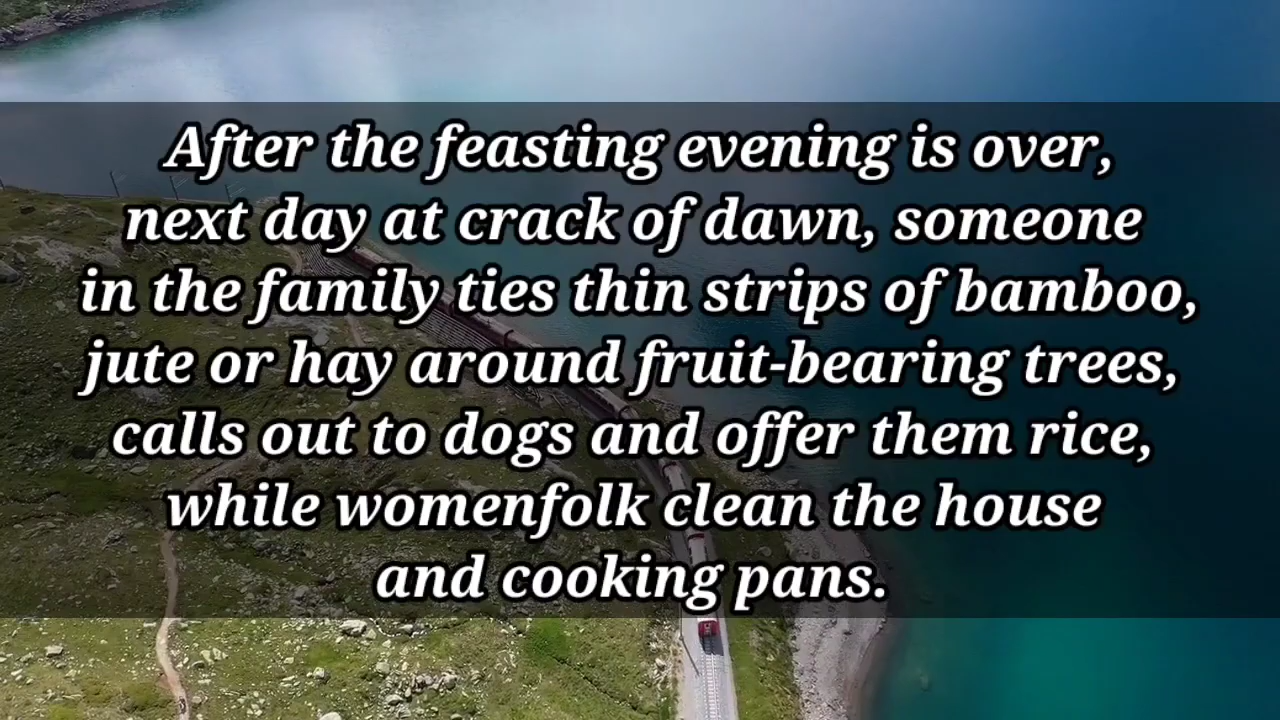 After the feasting evening is over,
next day at crack of dawn, someone
in the family ties thin strips of bamboo,
jute or hay around fruit-bearing trees,
calls out to dogs and offer them rice,
while womenfolk clean the house
and cooking pans.